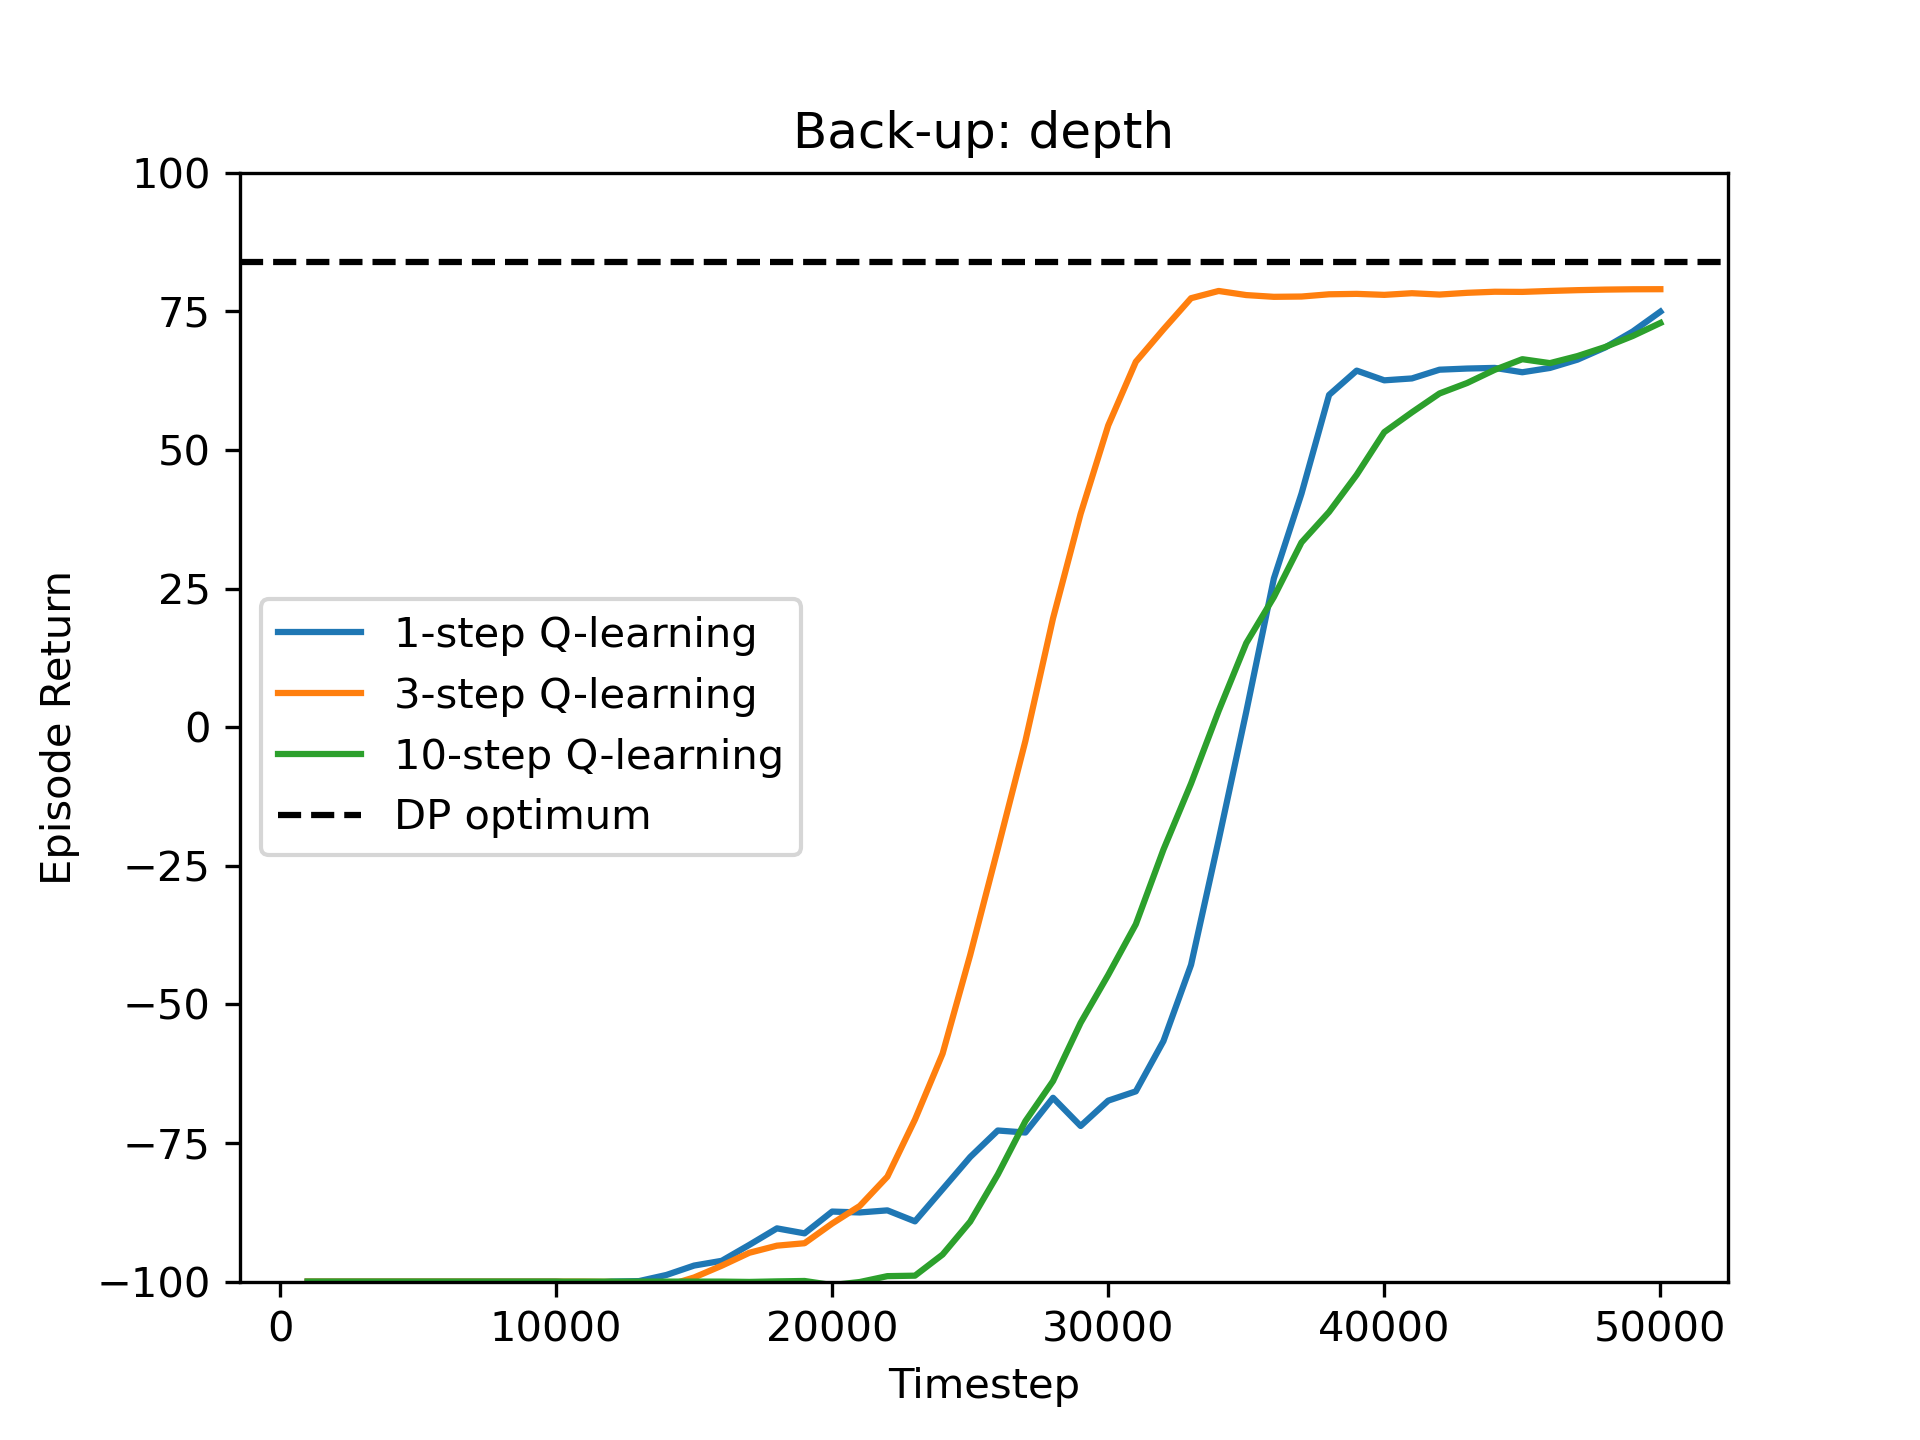 Back-up: depth
100
75
50
25
0
−25
−50
−75
−100
Episode Return
1-step Q-learning
3-step Q-learning
10-step Q-learning
DP optimum
0 10000 20000 30000 40000 50000
Timestep